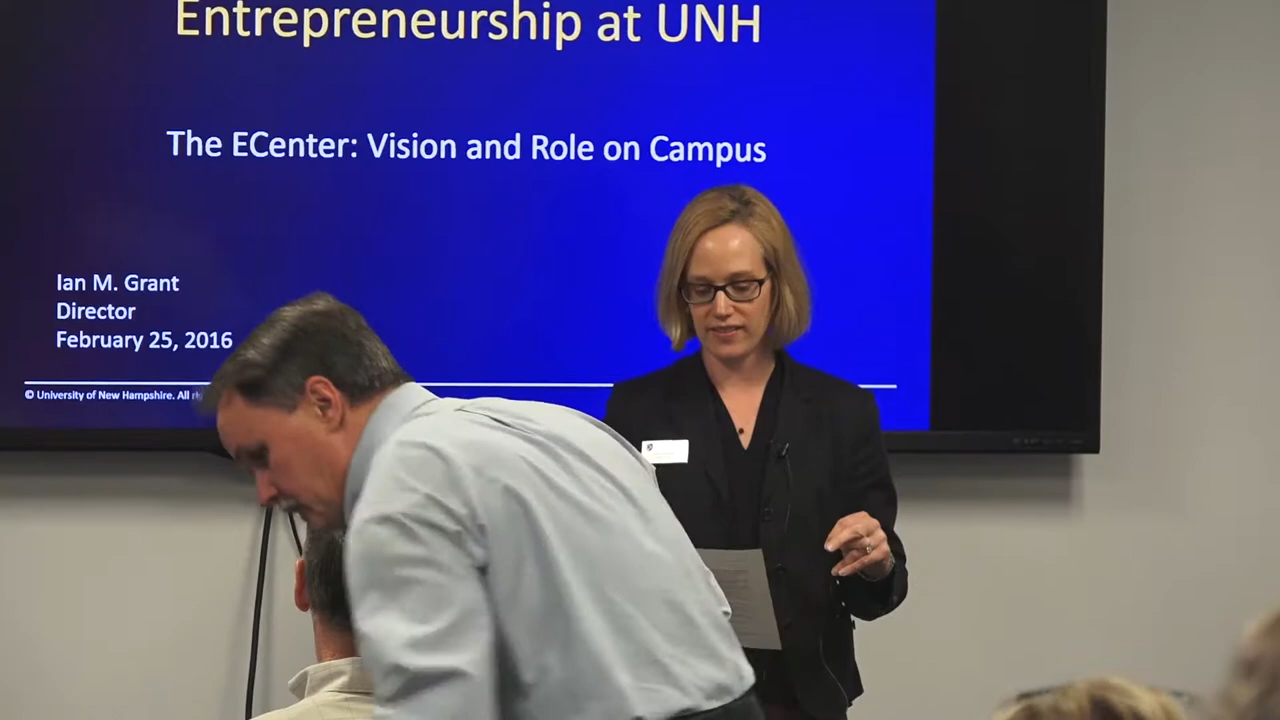 Entrepreneurship at UNH
The ECenter: Vision and Role on Campus
Ian M. Grant
Director
February 25, 2016
© University of New Hampshire. All